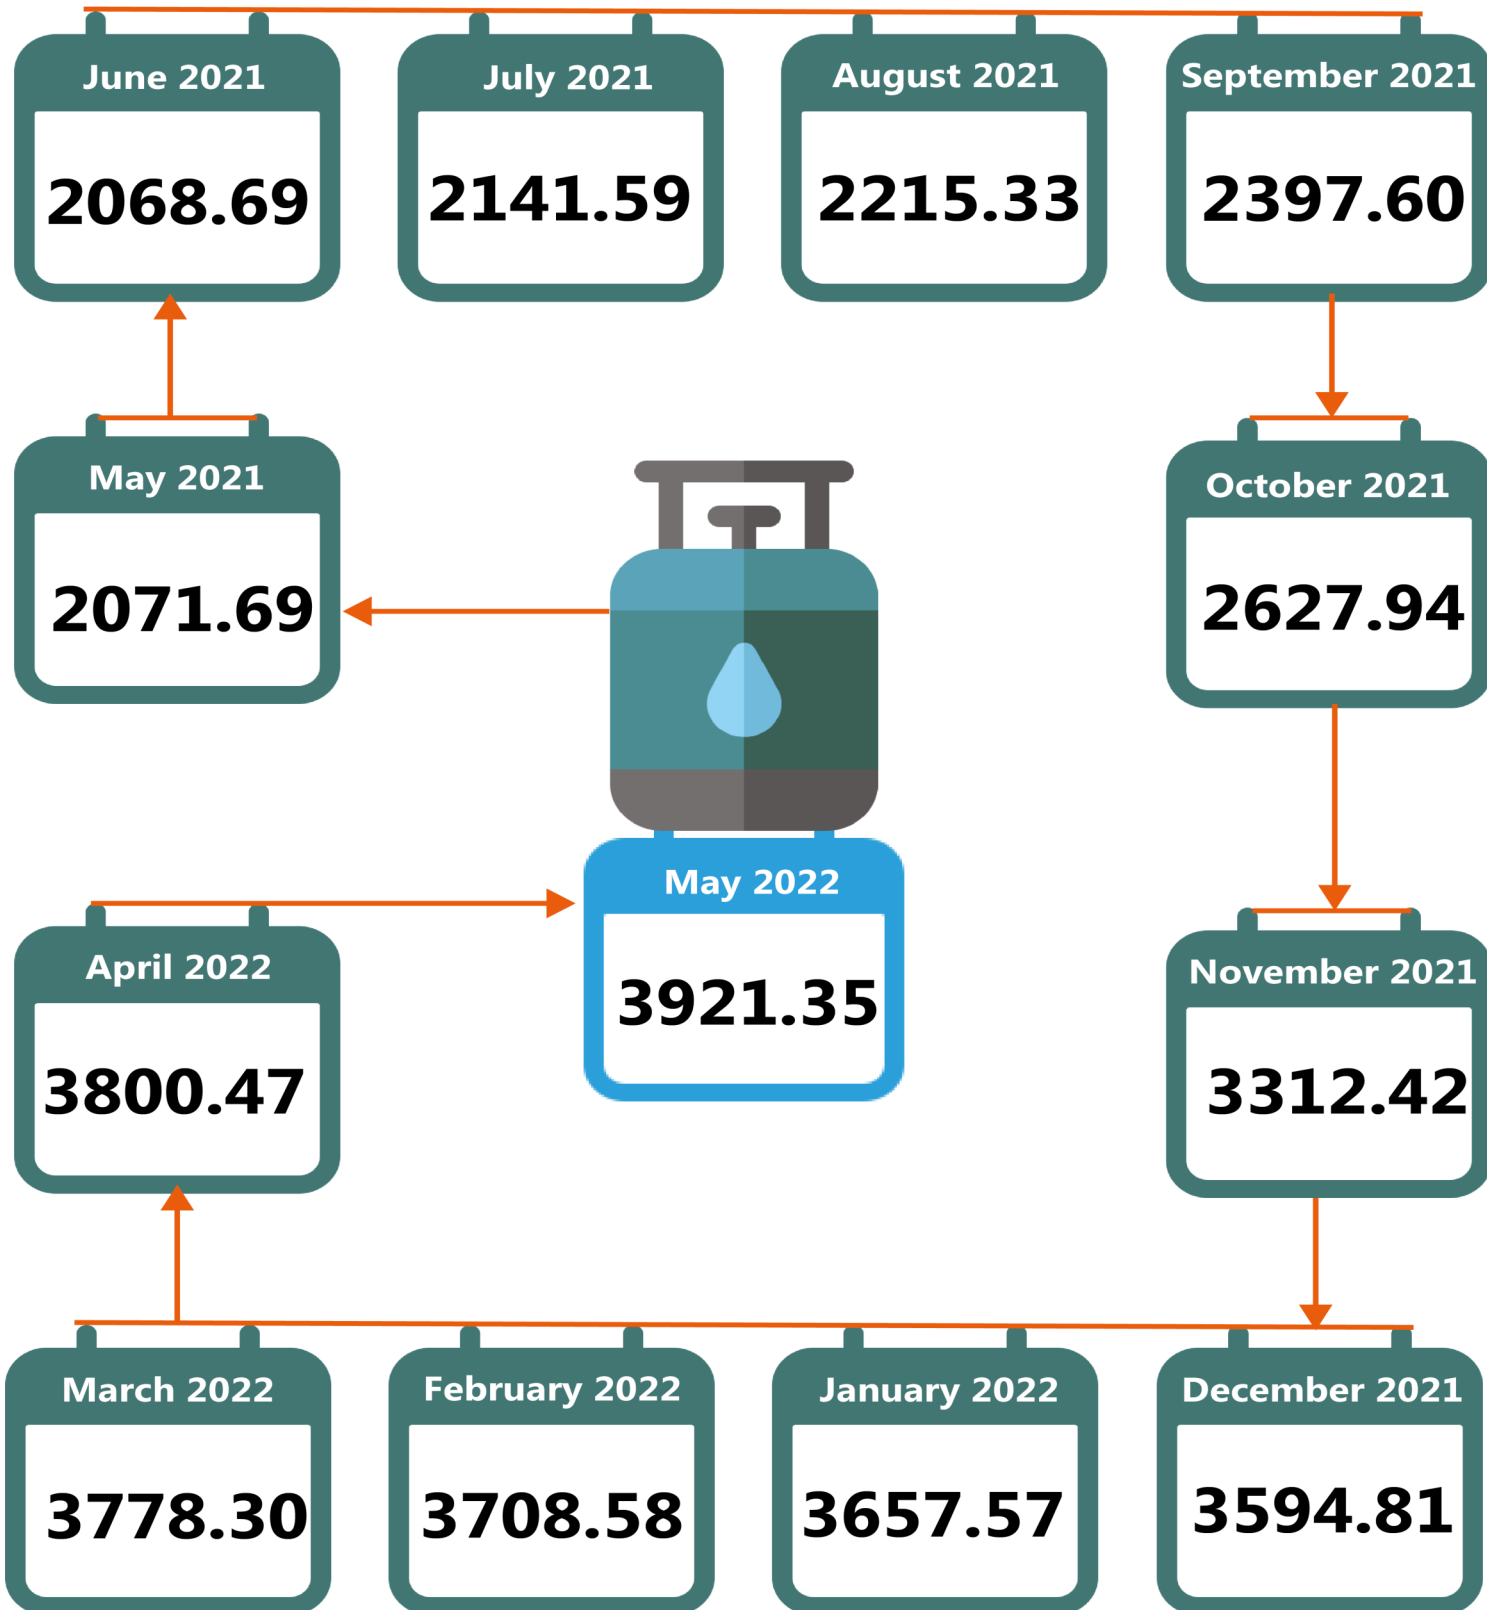 June 2021
2068.69
July 2021
2141.59
August 2021
2215.33
September 2021
2397.60
May 2021
2071.69
October 2021
2627.94
May 2022
3921.35
April 2022
3800.47
November 2021
3312.42
March 2022
3778.30
February 2022
3708.58
January 2022
3657.57
December 2021
3594.81